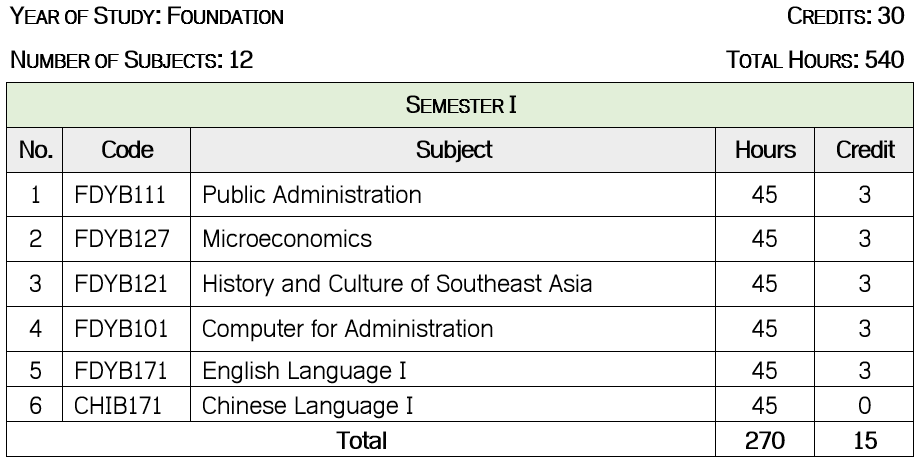 YEAR OF STUDY: FOUNDATION CREDITS: 30
NUMBER OF SUBJECTS: 12 TOTAL HOURS: 540
SEMESTER I
No. Code Subject Hours Credit
1 FDYB111 Public Administration 45 3
2 FDYB127 Microeconomics 45 3
3 FDYB121 History and Culture of Southeast Asia 45 3
4 FDYB101 Computer for Administration 45 3
5 FDYB171 English Language I 45 3
6 CHIB171 Chinese Language I 45 0
Total 270 15